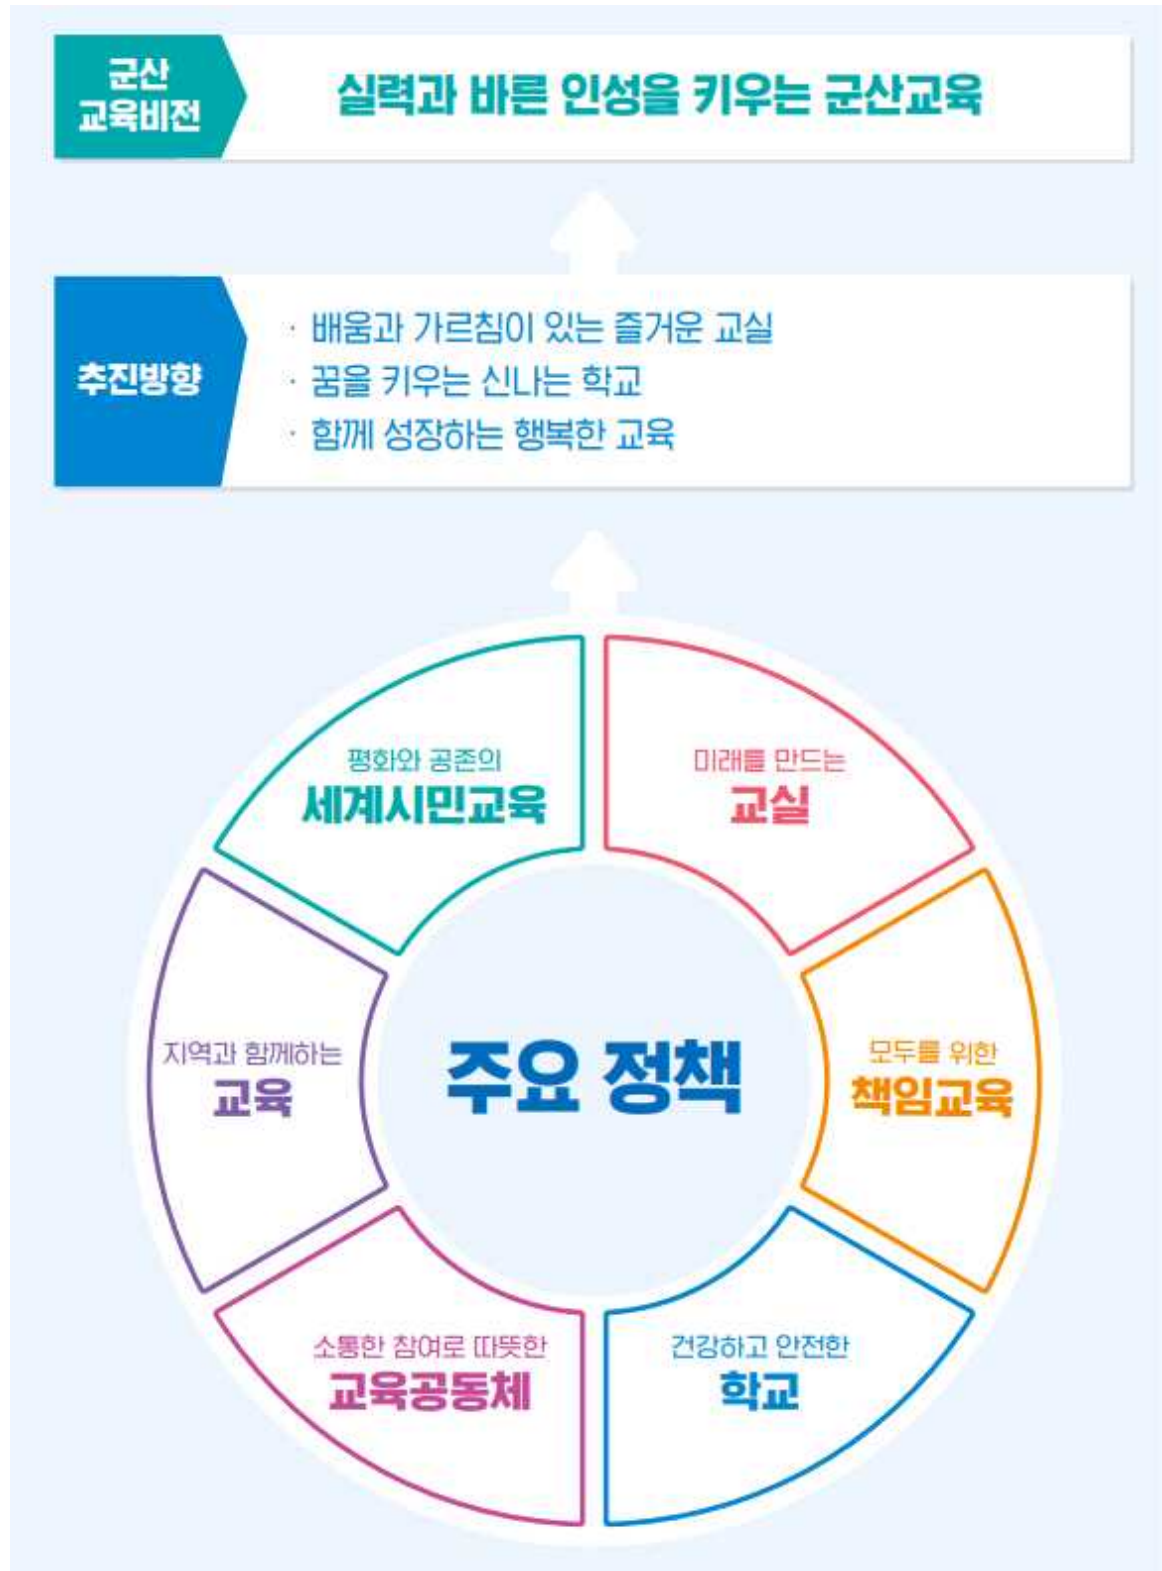 군산
교육비전
실력과 바른 인성을 키우는 군산교육
추진방향
· 배움과 가르침이 있는 즐거운 교실
· 꿈을 키우는 신나는 학교
· 함께 성장하는 행복한 교육
평화와 공존의
세계시민교육
미래를 만드는
교실
지역과 함께하는
교육
주요 정책
모두를 위한
책임교육
소통한 참여로 따뜻한
교육공동체
건강하고 안전한
학교